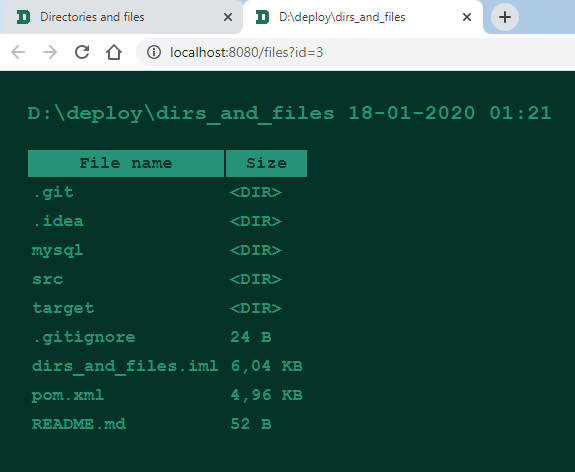 Directories and files
D:\deploy\dirs_and_files
localhost:8080/files?id=3
D:\deploy\dirs_and_files 18-01-2020 01:21
File name Size
.git <DIR>
.idea <DIR>
mysql <DIR>
src <DIR>
target <DIR>
.gitignore 24 B
dirs_and_files.iml 6,04 KB
pom.xml 4,96 KB
README.md 52 B